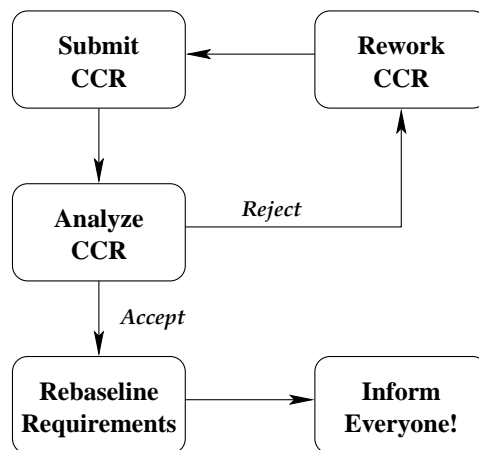 Submit
CCR
Rework
CCR
Analyze
CCR
Reject
Accept
Rebaseline
Requirements
Inform
Everyone!